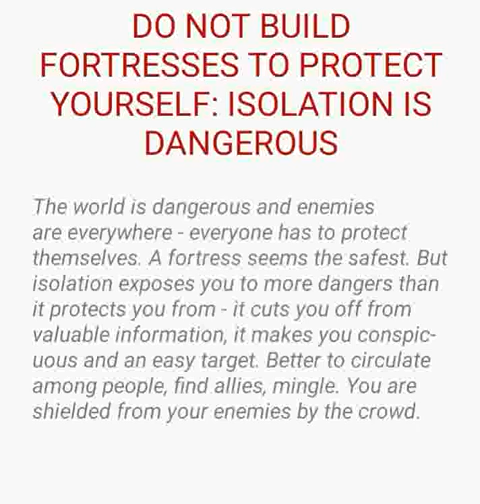 DO NOT BUILD
FORTRESSES TO PROTECT
YOURSELF: ISOLATION IS
DANGEROUS
The world is dangerous and enemies
are everywhere - everyone has to protect
themselves. A fortress seems the safest. But
isolation exposes you to more dangers than
it protects you from - it cuts you off from
valuable information, it makes you conspic-
uous and an easy target. Better to circulate
among people, find allies, mingle. You are
shielded from your enemies by the crowd.